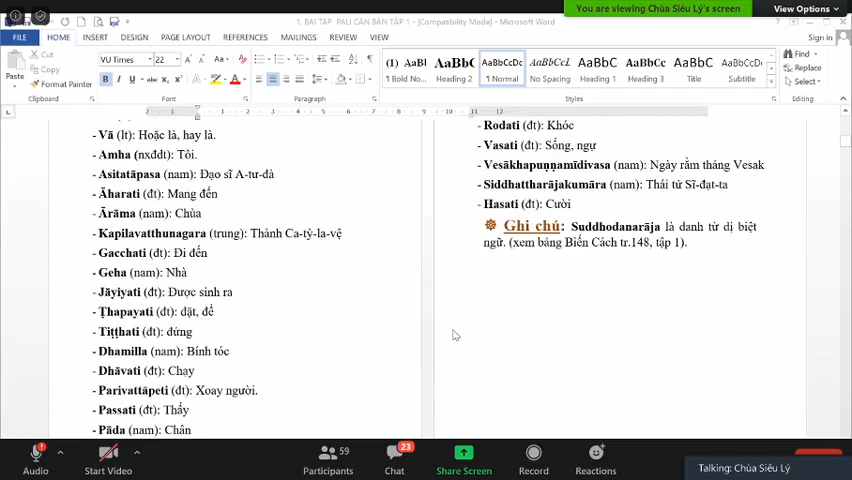 You are viewing Chùa Siêu Lý's screen
View Options
1. BAI TAP PALI CĂN BẢN TẬP 1 - [Compatibility Mode] - Microsoft Word
FILE HOME INSERT DESIGN PAGE LAYOUT REFERENCES MAILINGS REVIEW VIEW
Sign in
Paste
Cut
Copy
Format Painter
Clipboard
VU Times
22
Font
Paragraph
(1) AaBl AaBbC AaBbCcDc AaBbCcL AaBbC AaBbCc AaBbC AaBbCcD
¶ Bold No... Heading 2 ¶ Normal No Spacing Heading 1 Heading 3 Title Subtitle
Styles
Find
Replace
Select
Editing
- Vā (lt): Hoặc là, hay là.
- Amha (nxđdt): Tôi.
- Asitatāpasa (nam): Đạo sĩ A-tư-đà
- Āharati (đt): Mang đến
- Ārāma (nam): Chùa
- Kapilavatthunagara (trung): Thành Ca-tỳ-la-vệ
- Gacchati (đt): Đi đến
- Geha (nam): Nhà
- Jāyiyati (đt): Được sinh ra
- Ṭhapayati (đt): đặt, để
- Tiṭṭhati (đt): đứng
- Dhamilla (nam): Bính tóc
- Dhāvati (đt): Chạy
- Parivattāpeti (đt): Xoay người.
- Passati (đt): Thấy
- Pāda (nam): Chân
- Rodati (đt): Khóc
- Vasati (đt): Sống, ngụ
- Vesākhapuṇṇamīdivasa (nam): Ngày rằm tháng Vesak
- Siddhattharājakumāra (nam): Thái tử Sĩ-đạt-ta
- Hasati (đt): Cười
Ghi chú: Suddhodanarāja là danh từ dị biệt
ngữ. (xem bảng Biến Cách tr.148, tập 1).
Audio
Start Video
59
Participants
23
Chat
Share Screen
Record
Reactions
Talking: Chùa Siêu Lý